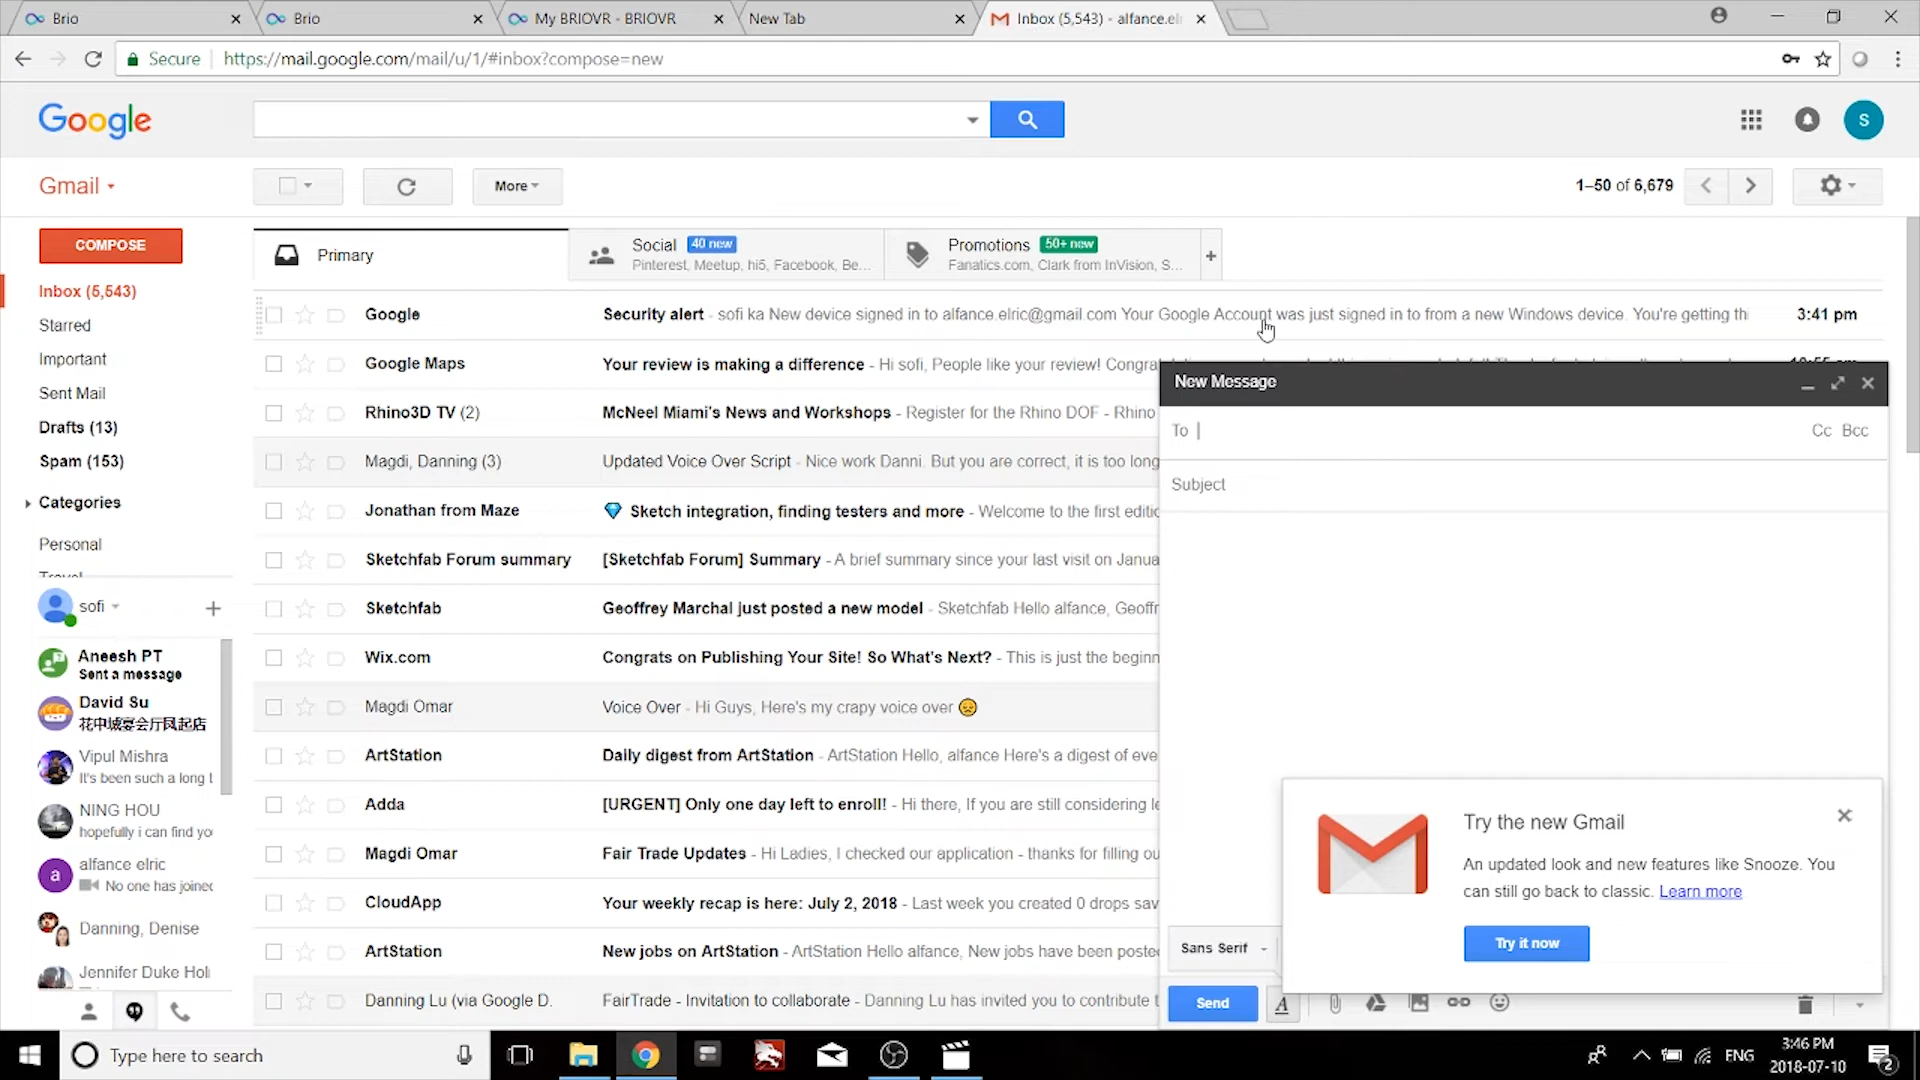 Brio
Brio
My BRIOVR - BRIOVR
New Tab
Inbox (5,543) - alfance.el
Secure
https://mail.google.com/mail/u/1/#inbox?compose=new
Google
S
Gmail
More
1–50 of 6,679
COMPOSE
Inbox (5,543)
Starred
Important
Sent Mail
Drafts (13)
Spam (153)
Categories
Personal
Travel
sofi
Aneesh PT
Sent a message
David Su
花中城宴会厅凤起店
Vipul Mishra
It's been such a long t
NING HOU
hopefully i can find yo
alfance elric
a
No one has joined
Danning, Denise
Jennifer Duke Hol
Primary
Social 40 new
Pinterest, Meetup, hi5, Facebook, Be...
Promotions 50+ new
Fanatics.com, Clark from InVision, S...
+
Google Security alert - sofi ka New device signed in to alfance.elric@gmail.com Your Google Account was just signed in to from a new Windows device. You're getting th 3:41 pm
Google Maps Your review is making a difference - Hi sofi, People like your review! Congra
Rhino3D TV (2) McNeel Miami's News and Workshops - Register for the Rhino DOF - Rhino
Magdi, Danning (3) Updated Voice Over Script - Nice work Danni. But you are correct, it is too long
Jonathan from Maze Sketch integration, finding testers and more - Welcome to the first editi
Sketchfab Forum summary [Sketchfab Forum] Summary - A brief summary since your last visit on Janua
Sketchfab Geoffrey Marchal just posted a new model - Sketchfab Hello alfance, Geoffr
Wix.com Congrats on Publishing Your Site! So What's Next? - This is just the beginn
Magdi Omar Voice Over - Hi Guys, Here's my crapy voice over 😞
ArtStation Daily digest from ArtStation - ArtStation Hello, alfance Here's a digest of eve
Adda [URGENT] Only one day left to enroll! - Hi there, If you are still considering le
Magdi Omar Fair Trade Updates - Hi Ladies, I checked our application - thanks for filling ou
CloudApp Your weekly recap is here: July 2, 2018 - Last week you created 0 drops sav
ArtStation New jobs on ArtStation - ArtStation Hello alfance, New jobs have been poste
Danning Lu (via Google D. FairTrade - Invitation to collaborate - Danning Lu has invited you to contribute t
New Message
To
Cc Bcc
Subject
Try the new Gmail
An updated look and new features like Snooze. You
can still go back to classic. Learn more
Try it now
Sans Serif
Send
A
Type here to search
ENG
3:46 PM
2018-07-10
2